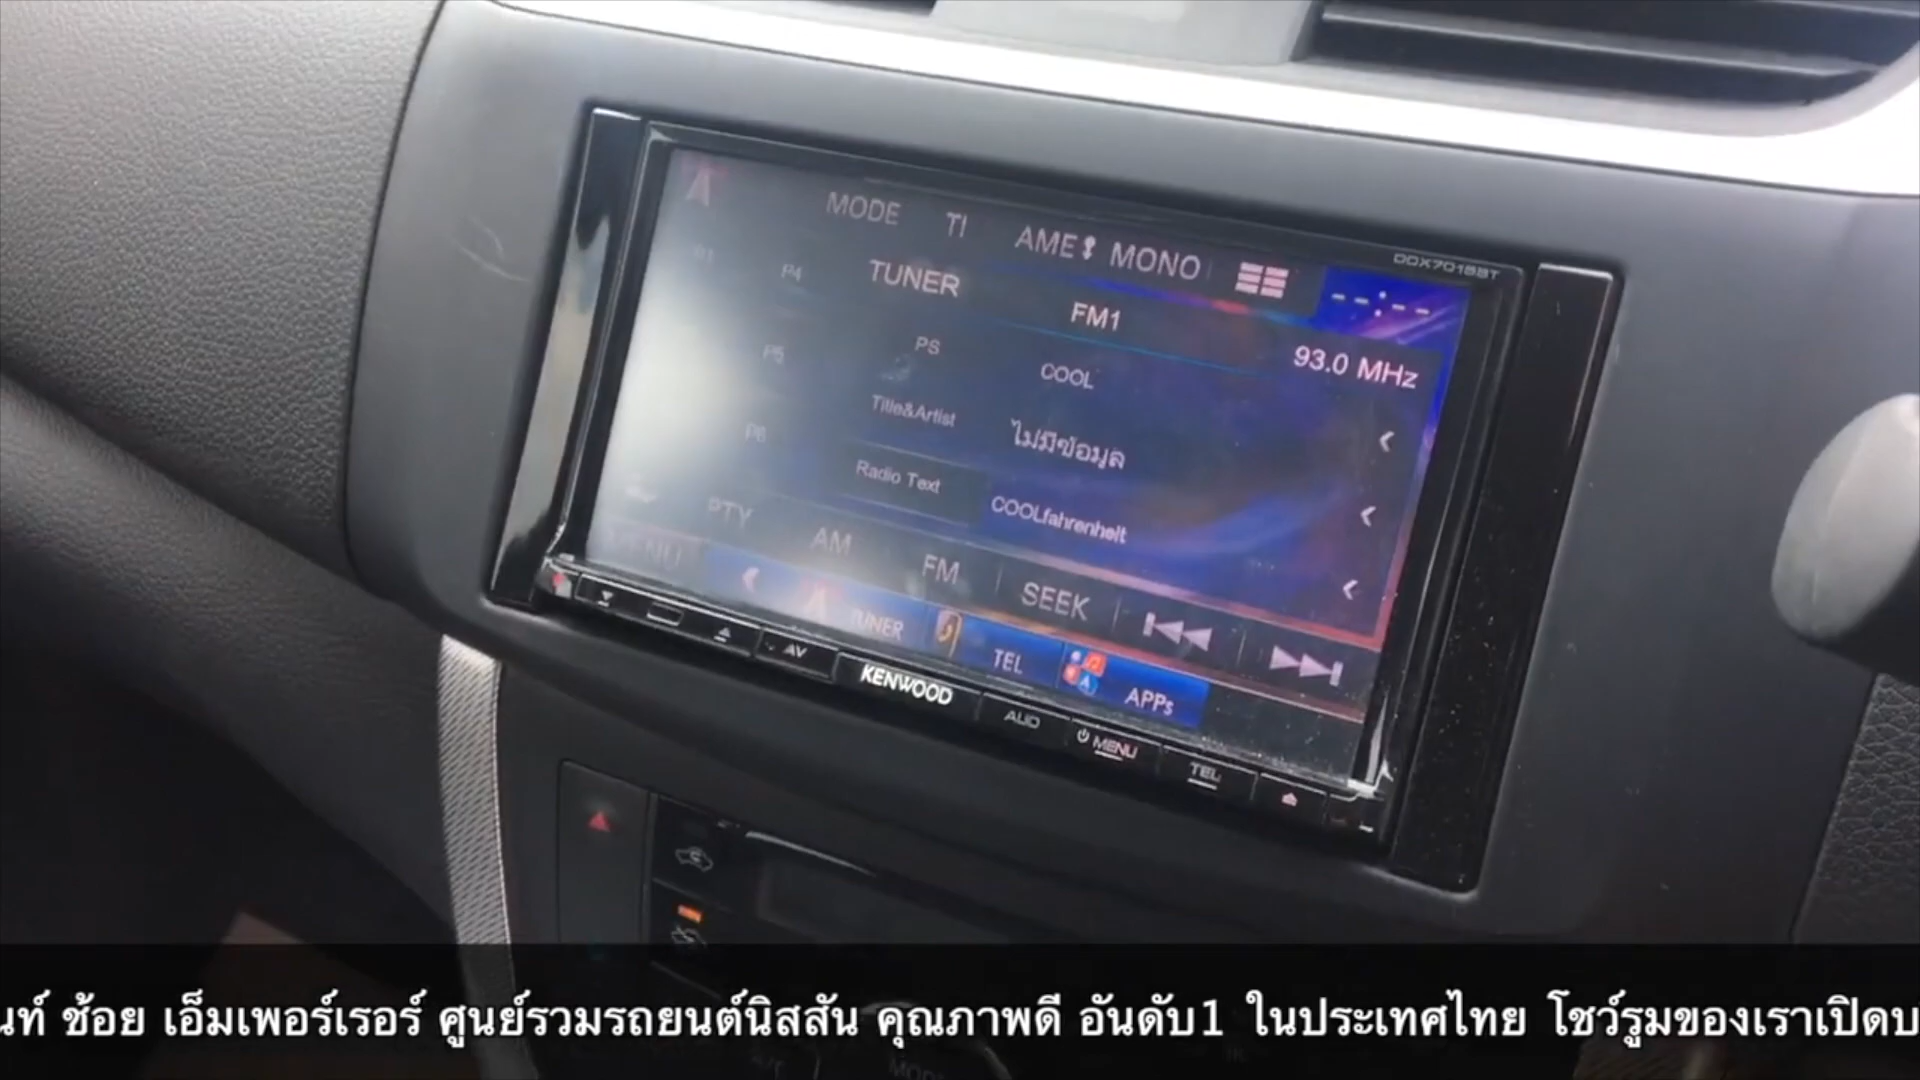 MODE TI AME MONO
DDX7015BT
--:--
P4 TUNER FM1 93.0 MHz
P5 PS COOL
Title&Artist ไม่มีข้อมูล
P6 Radio Text COOLfahrenheit
PTY AM FM SEEK
MENU TUNER TEL APPs
AV KENWOOD AUD MENU TEL
นท์ ช้อย เอ็มเพอร์เรอร์ ศูนย์รวมรถยนต์นิสสัน คุณภาพดี อันดับ1 ในประเทศไทย โชว์รูมของเราเปิดบ